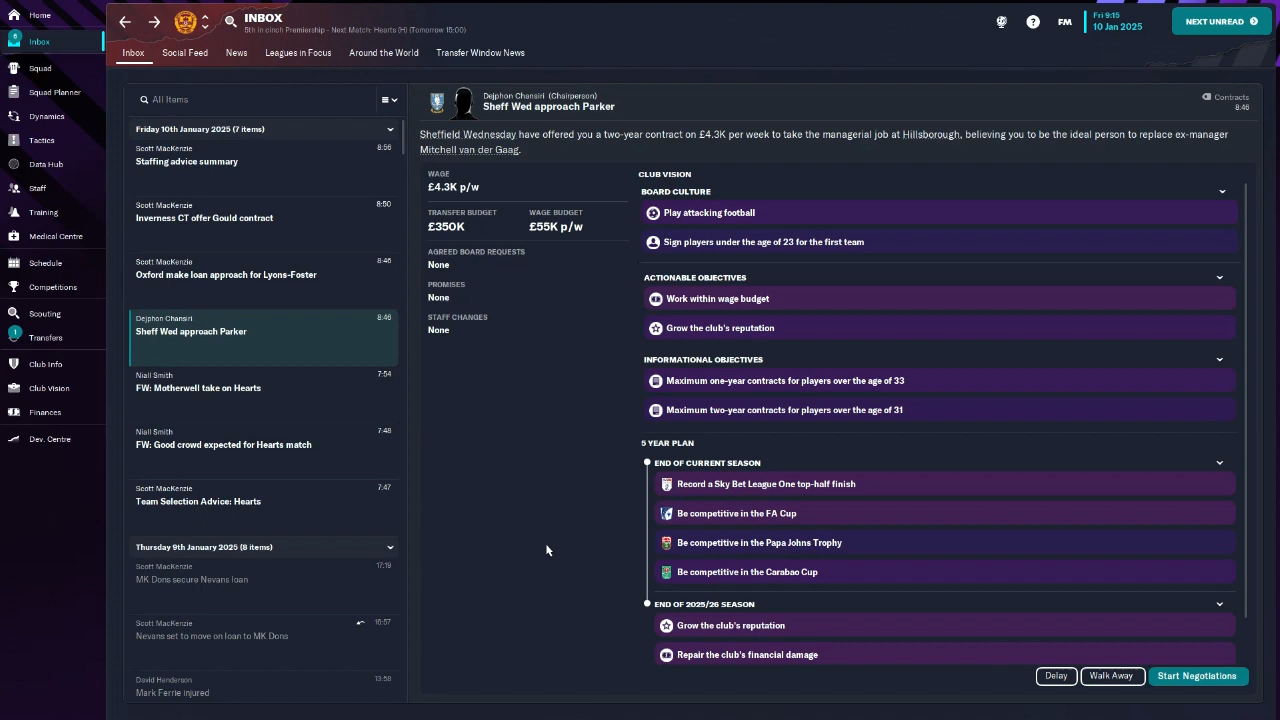 Home
Inbox
6
Squad
Squad Planner
Dynamics
Tactics
Data Hub
Staff
Training
Medical Centre
Schedule
Competitions
Scouting
1
Transfers
Club Info
Club Vision
Finances
Dev. Centre
INBOX
5th in cinch Premiership - Next Match: Hearts (H) (Tomorrow 15:00)
FM
Fri 9:15
10 Jan 2025
NEXT UNREAD
Inbox
Social Feed
News
Leagues in Focus
Around the World
Transfer Window News
All Items
Friday 10th January 2025 (7 items)
Scott MacKenzie 8:56
Staffing advice summary
Scott MacKenzie 8:50
Inverness CT offer Gould contract
Scott MacKenzie 8:46
Oxford make loan approach for Lyons-Foster
Dejphon Chansiri 8:46
Sheff Wed approach Parker
Niall Smith 7:54
FW: Motherwell take on Hearts
Niall Smith 7:48
FW: Good crowd expected for Hearts match
Scott MacKenzie 7:47
Team Selection Advice: Hearts
Thursday 9th January 2025 (8 items)
Scott MacKenzie 17:19
MK Dons secure Nevans loan
Scott MacKenzie 16:57
Nevans set to move on loan to MK Dons
David Henderson 13:58
Mark Ferrie injured
Dejphon Chansiri (Chairperson)
Sheff Wed approach Parker
Contracts
8:46
Sheffield Wednesday have offered you a two-year contract on £4.3K per week to take the managerial job at Hillsborough, believing you to be the ideal person to replace ex-manager
Mitchell van der Gaag.
WAGE
£4.3K p/w
TRANSFER BUDGET WAGE BUDGET
£350K £55K p/w
AGREED BOARD REQUESTS
None
PROMISES
None
STAFF CHANGES
None
CLUB VISION
BOARD CULTURE
Play attacking football
Sign players under the age of 23 for the first team
ACTIONABLE OBJECTIVES
Work within wage budget
Grow the club's reputation
INFORMATIONAL OBJECTIVES
Maximum one-year contracts for players over the age of 33
Maximum two-year contracts for players over the age of 31
5 YEAR PLAN
END OF CURRENT SEASON
Record a Sky Bet League One top-half finish
Be competitive in the FA Cup
Be competitive in the Papa Johns Trophy
Be competitive in the Carabao Cup
END OF 2025/26 SEASON
Grow the club's reputation
Repair the club's financial damage
Delay
Walk Away
Start Negotiations